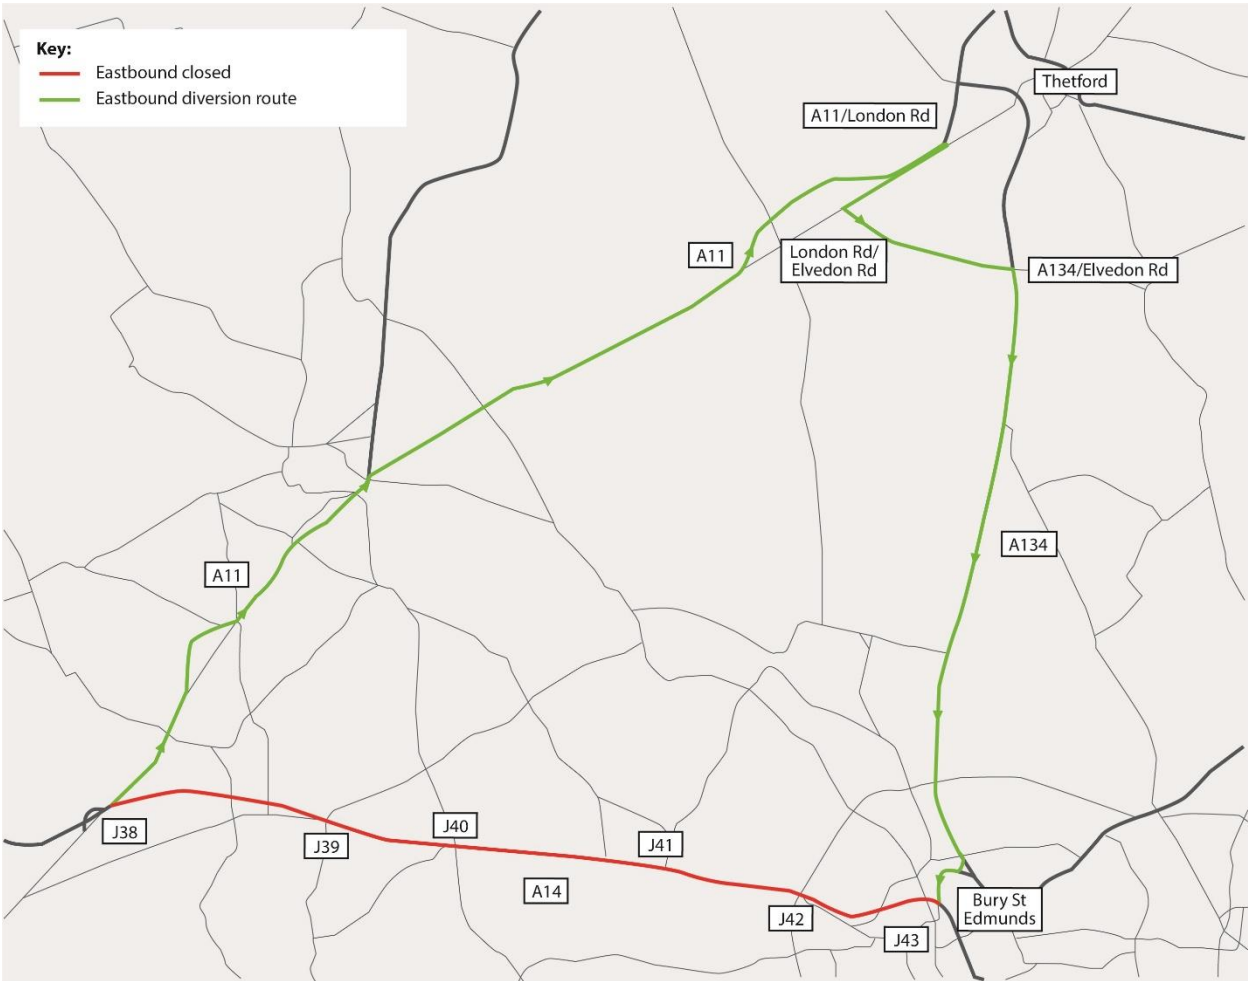 Key:
Eastbound closed
Eastbound diversion route
Thetford
A11/London Rd
A11
London Rd/
Elvedon Rd
A134/Elvedon Rd
A134
A11
J38
J39
J40
J41
A14
J42
J43
Bury St
Edmunds